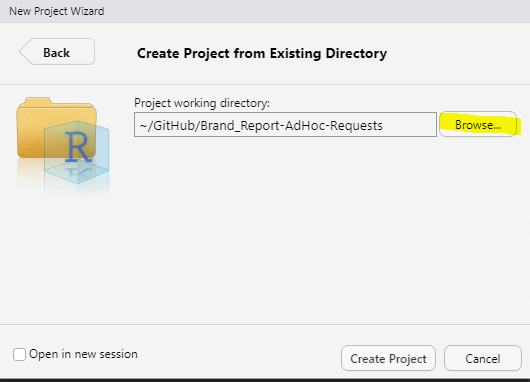 New Project Wizard
Back
Create Project from Existing Directory
Project working directory:
~/GitHub/Brand_Report-AdHoc-Requests
Browse...
R
Open in new session
Create Project
Cancel